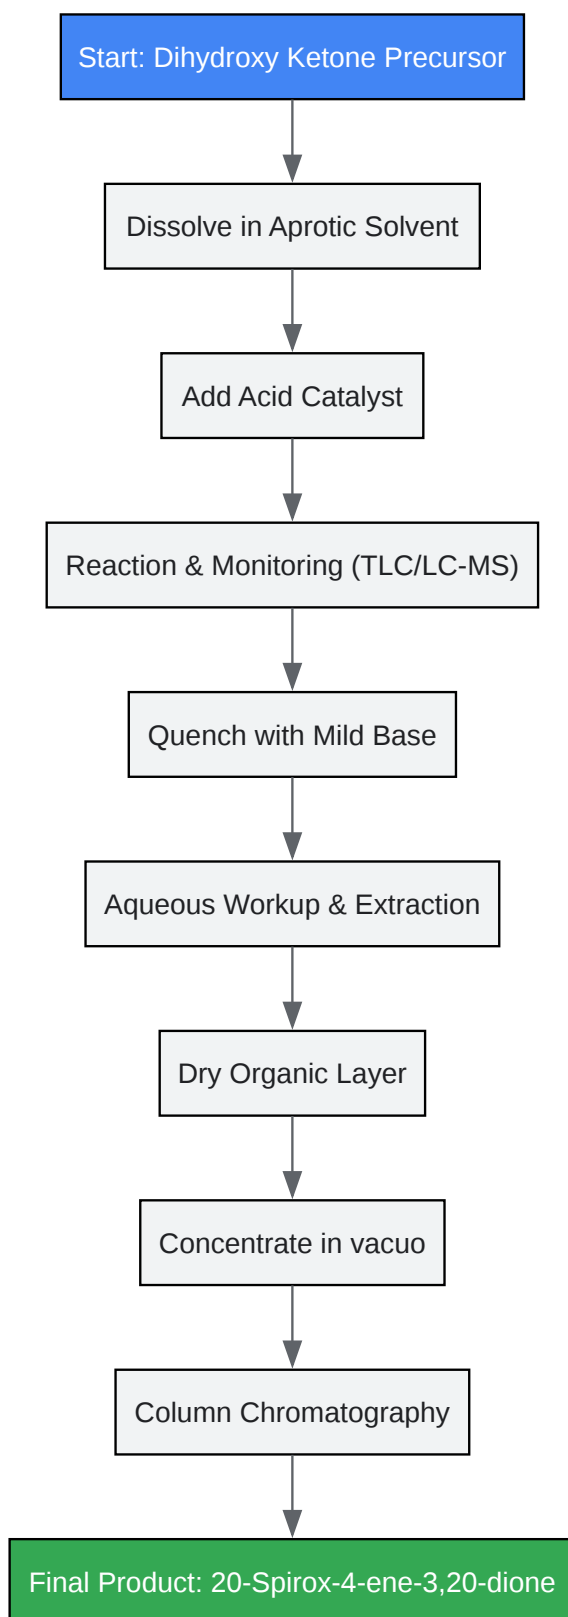 Start: Dihydroxy Ketone Precursor
Dissolve in Aprotic Solvent
Add Acid Catalyst
Reaction & Monitoring (TLC/LC-MS)
Quench with Mild Base
Aqueous Workup & Extraction
Dry Organic Layer
Concentrate in vacuo
Column Chromatography
Final Product: 20-Spirox-4-ene-3,20-dione